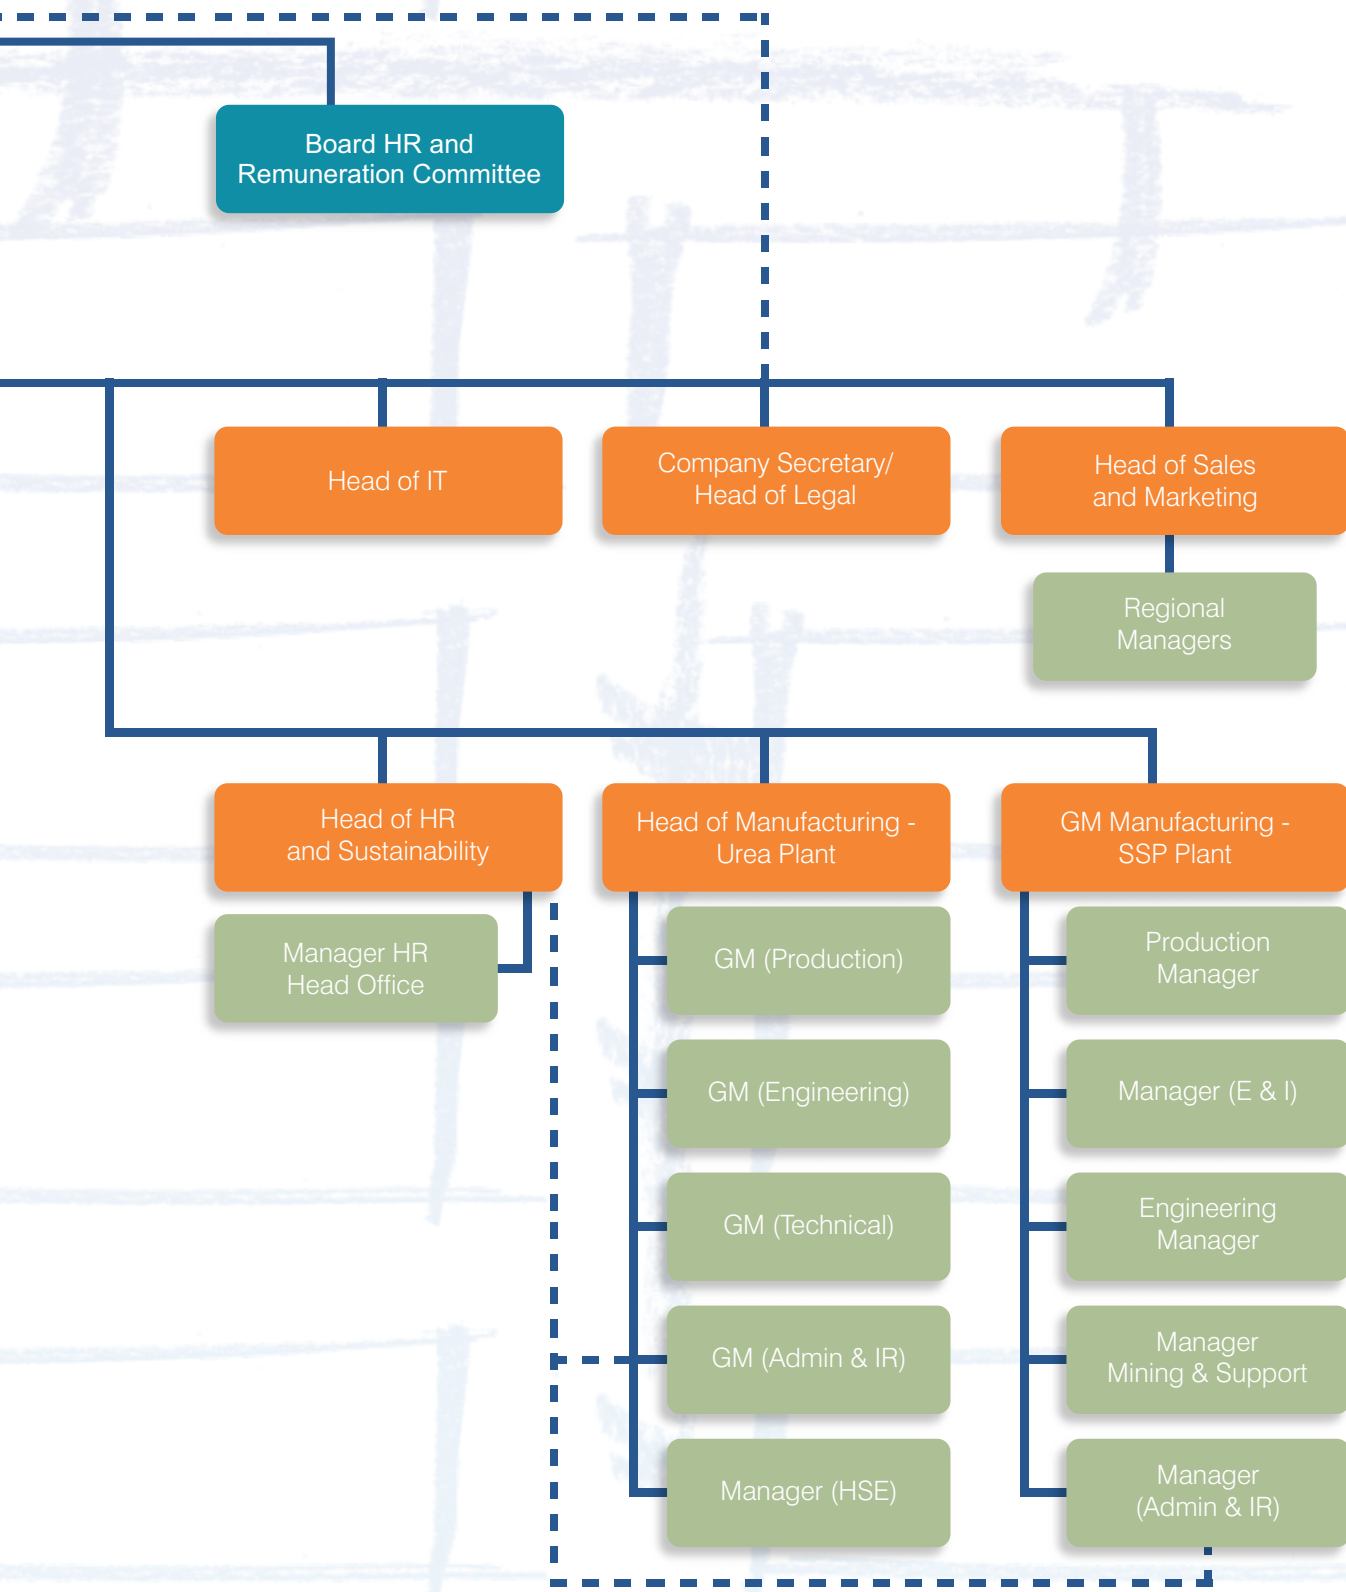 Board HR and
Remuneration Committee
Head of IT
Company Secretary/
Head of Legal
Head of Sales
and Marketing
Regional
Managers
Head of HR
and Sustainability
Head of Manufacturing -
Urea Plant
GM Manufacturing -
SSP Plant
Manager HR
Head Office
GM (Production)
Production
Manager
GM (Engineering)
Manager (E & I)
GM (Technical)
Engineering
Manager
GM (Admin & IR)
Manager
Mining & Support
Manager (HSE)
Manager
(Admin & IR)